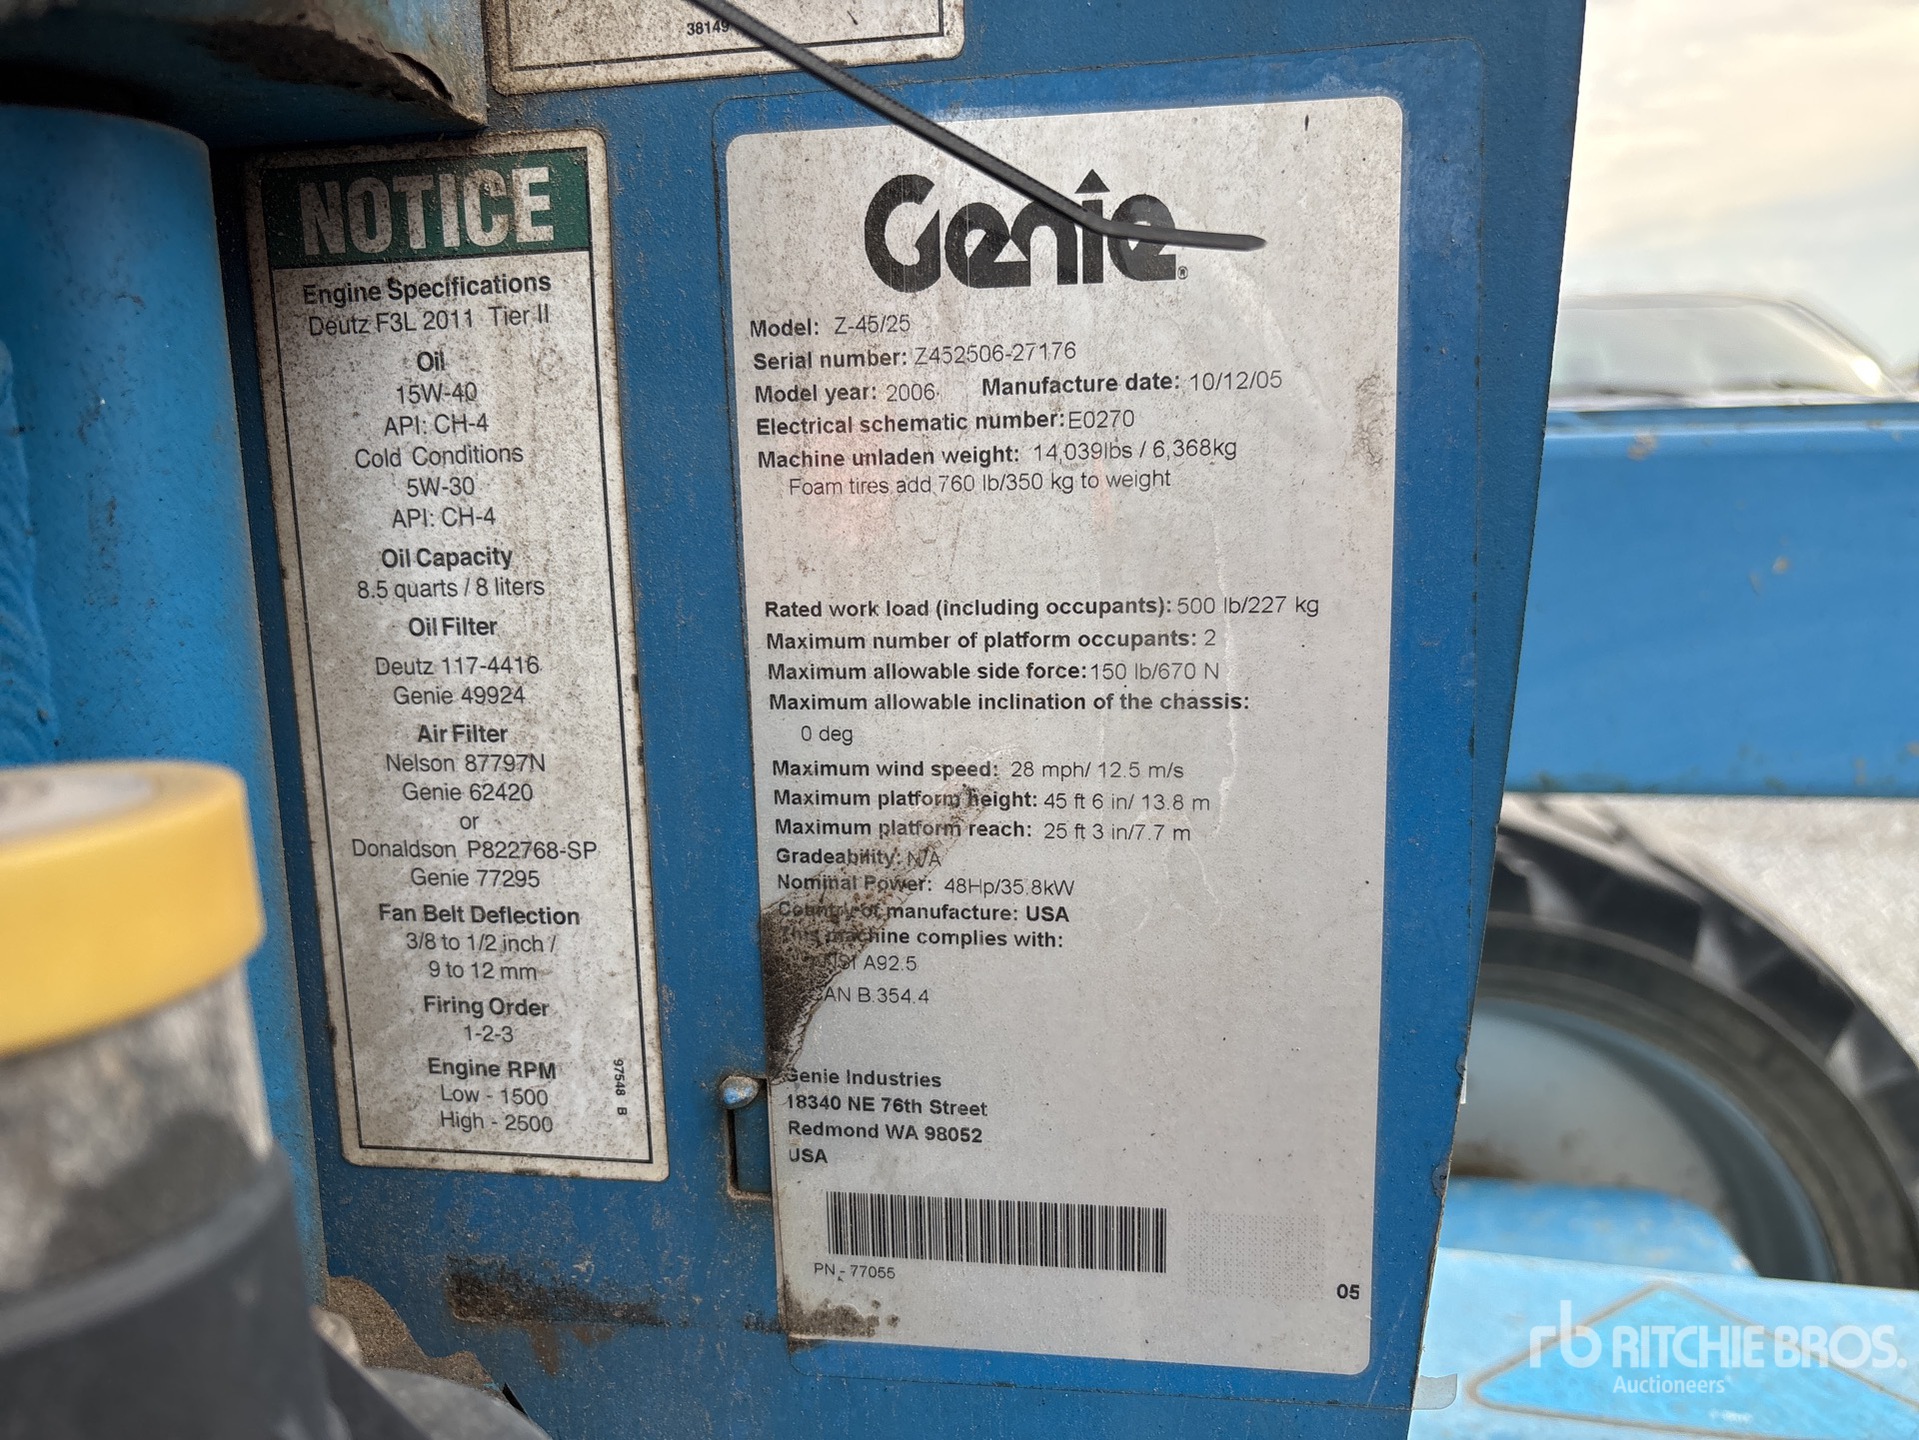 38149
NOTICE
Engine Specifications
Deutz F3L 2011 Tier II
Oil
15W-40
API: CH-4
Cold Conditions
5W-30
API: CH-4
Oil Capacity
8.5 quarts / 8 liters
Oil Filter
Deutz 117-4416
Genie 49924
Air Filter
Nelson 87797N
Genie 62420
or
Donaldson P822768-SP
Genie 77295
Fan Belt Deflection
3/8 to 1/2 inch /
9 to 12 mm
Firing Order
1-2-3
Engine RPM
Low - 1500
High - 2500
97548 B
Genie®
Model: Z-45/25
Serial number: Z452506-27176
Model year: 2006 Manufacture date: 10/12/05
Electrical schematic number: E0270
Machine unladen weight: 14,039lbs / 6,368kg
Foam tires add 760 lb/350 kg to weight
Rated work load (including occupants): 500 lb/227 kg
Maximum number of platform occupants: 2
Maximum allowable side force: 150 lb/670 N
Maximum allowable inclination of the chassis:
0 deg
Maximum wind speed: 28 mph/ 12.5 m/s
Maximum platform height: 45 ft 6 in/ 13.8 m
Maximum platform reach: 25 ft 3 in/7.7 m
Gradeability: N/A
Nominal Power: 48Hp/35.8kW
Country of manufacture: USA
This machine complies with:
ANSI A92.5
CAN B.354.4
Genie Industries
18340 NE 76th Street
Redmond WA 98052
USA
PN - 77055
05
rb RITCHIE BROS.
Auctioneers